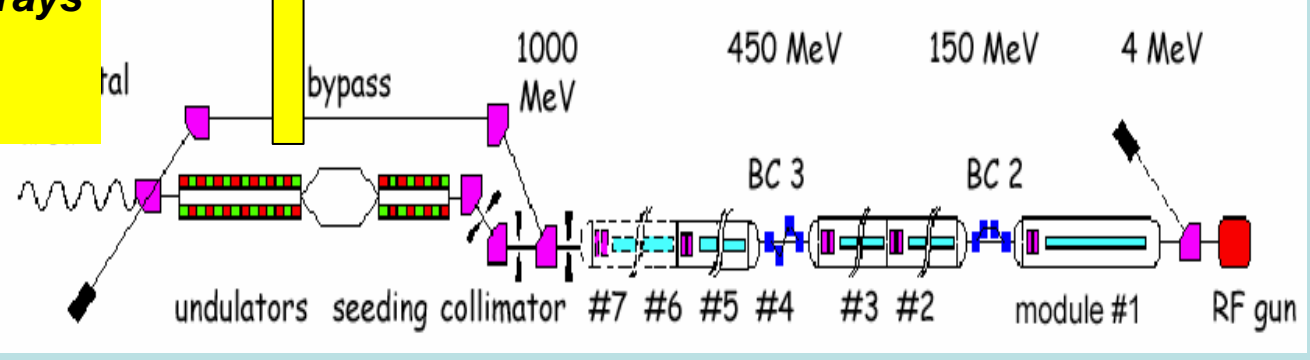 rays
1000
MeV
450 MeV
150 MeV
4 MeV
tal
bypass
BC 3
BC 2
undulators seeding collimator #7 #6 #5 #4 #3 #2 module #1 RF gun